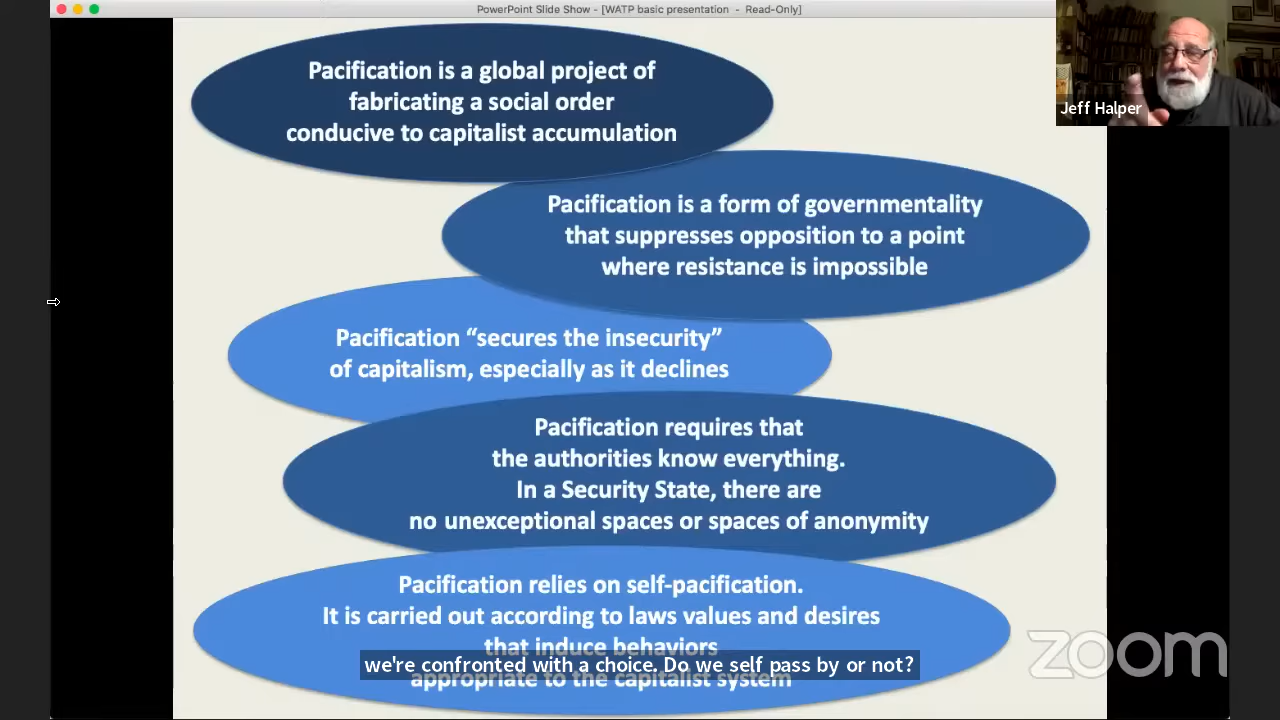 PowerPoint Slide Show - [WATP basic presentation - Read-Only]
Jeff Halper
Pacification is a global project of
fabricating a social order
conducive to capitalist accumulation
Pacification is a form of governmentality
that suppresses opposition to a point
where resistance is impossible
Pacification “secures the insecurity”
of capitalism, especially as it declines
Pacification requires that
the authorities know everything.
In a Security State, there are
no unexceptional spaces or spaces of anonymity
Pacification relies on self-pacification.
It is carried out according to laws values and desires
that induce behaviors
appropriate to the capitalist system
we're confronted with a choice. Do we self pass by or not?
zoom